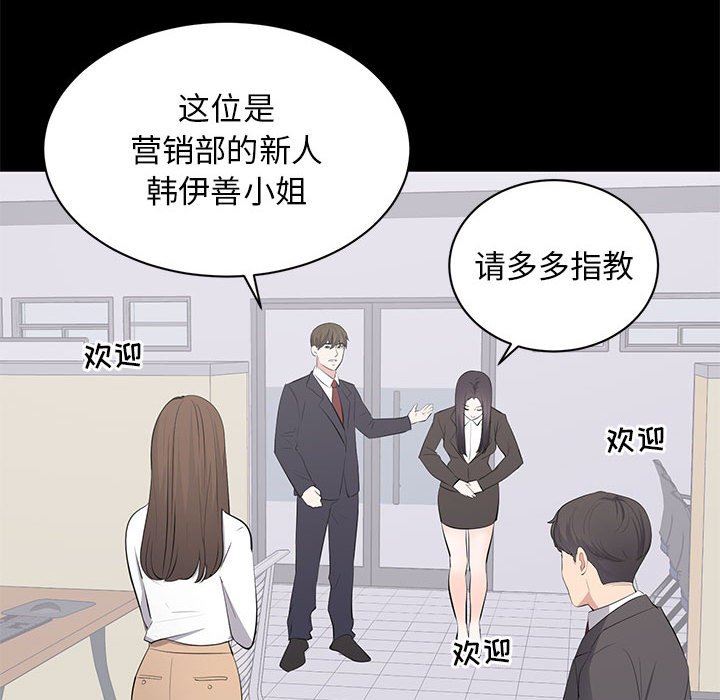 这位是
营销部的新人
韩伊善小姐
请多多指教
欢迎
欢迎
欢迎